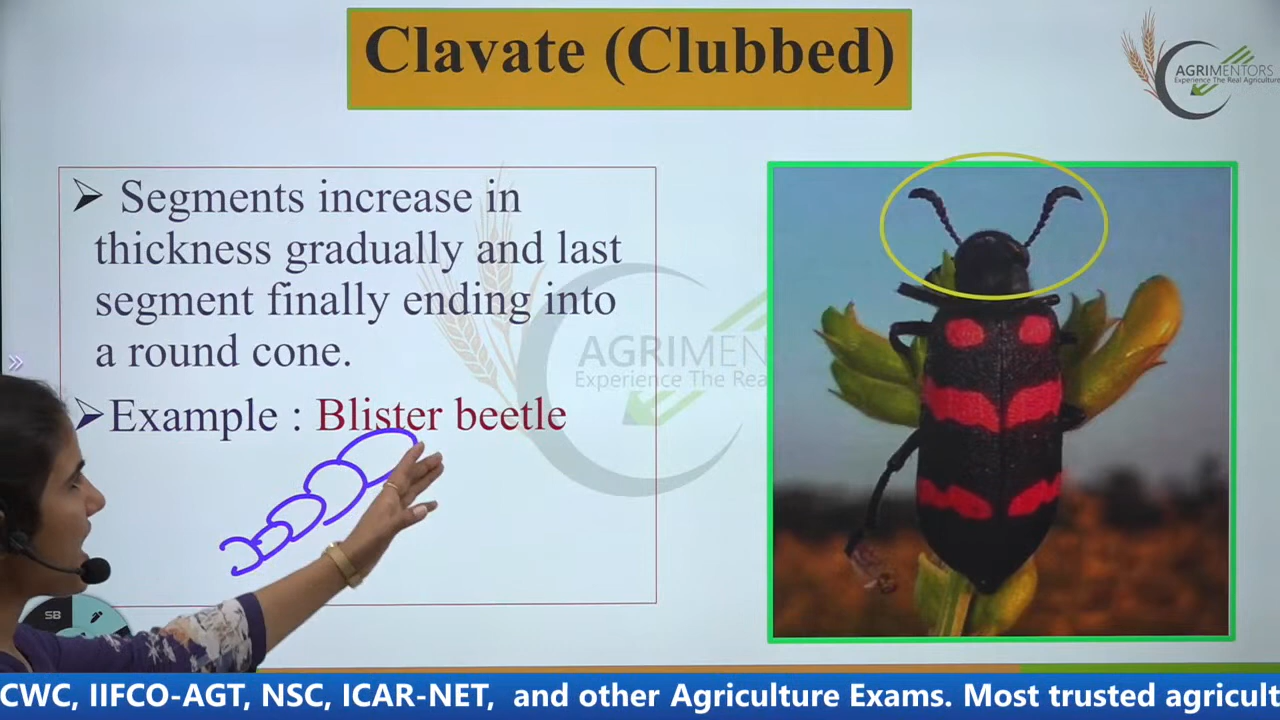 Clavate (Clubbed)
AGRIMENTORS
Experience The Real Agriculture
➢ Segments increase in
thickness gradually and last
segment finally ending into
a round cone.
➢Example : Blister beetle
AGRIMEN
Experience The Real
SB
CWC, IIFCO-AGT, NSC, ICAR-NET, and other Agriculture Exams. Most trusted agricult